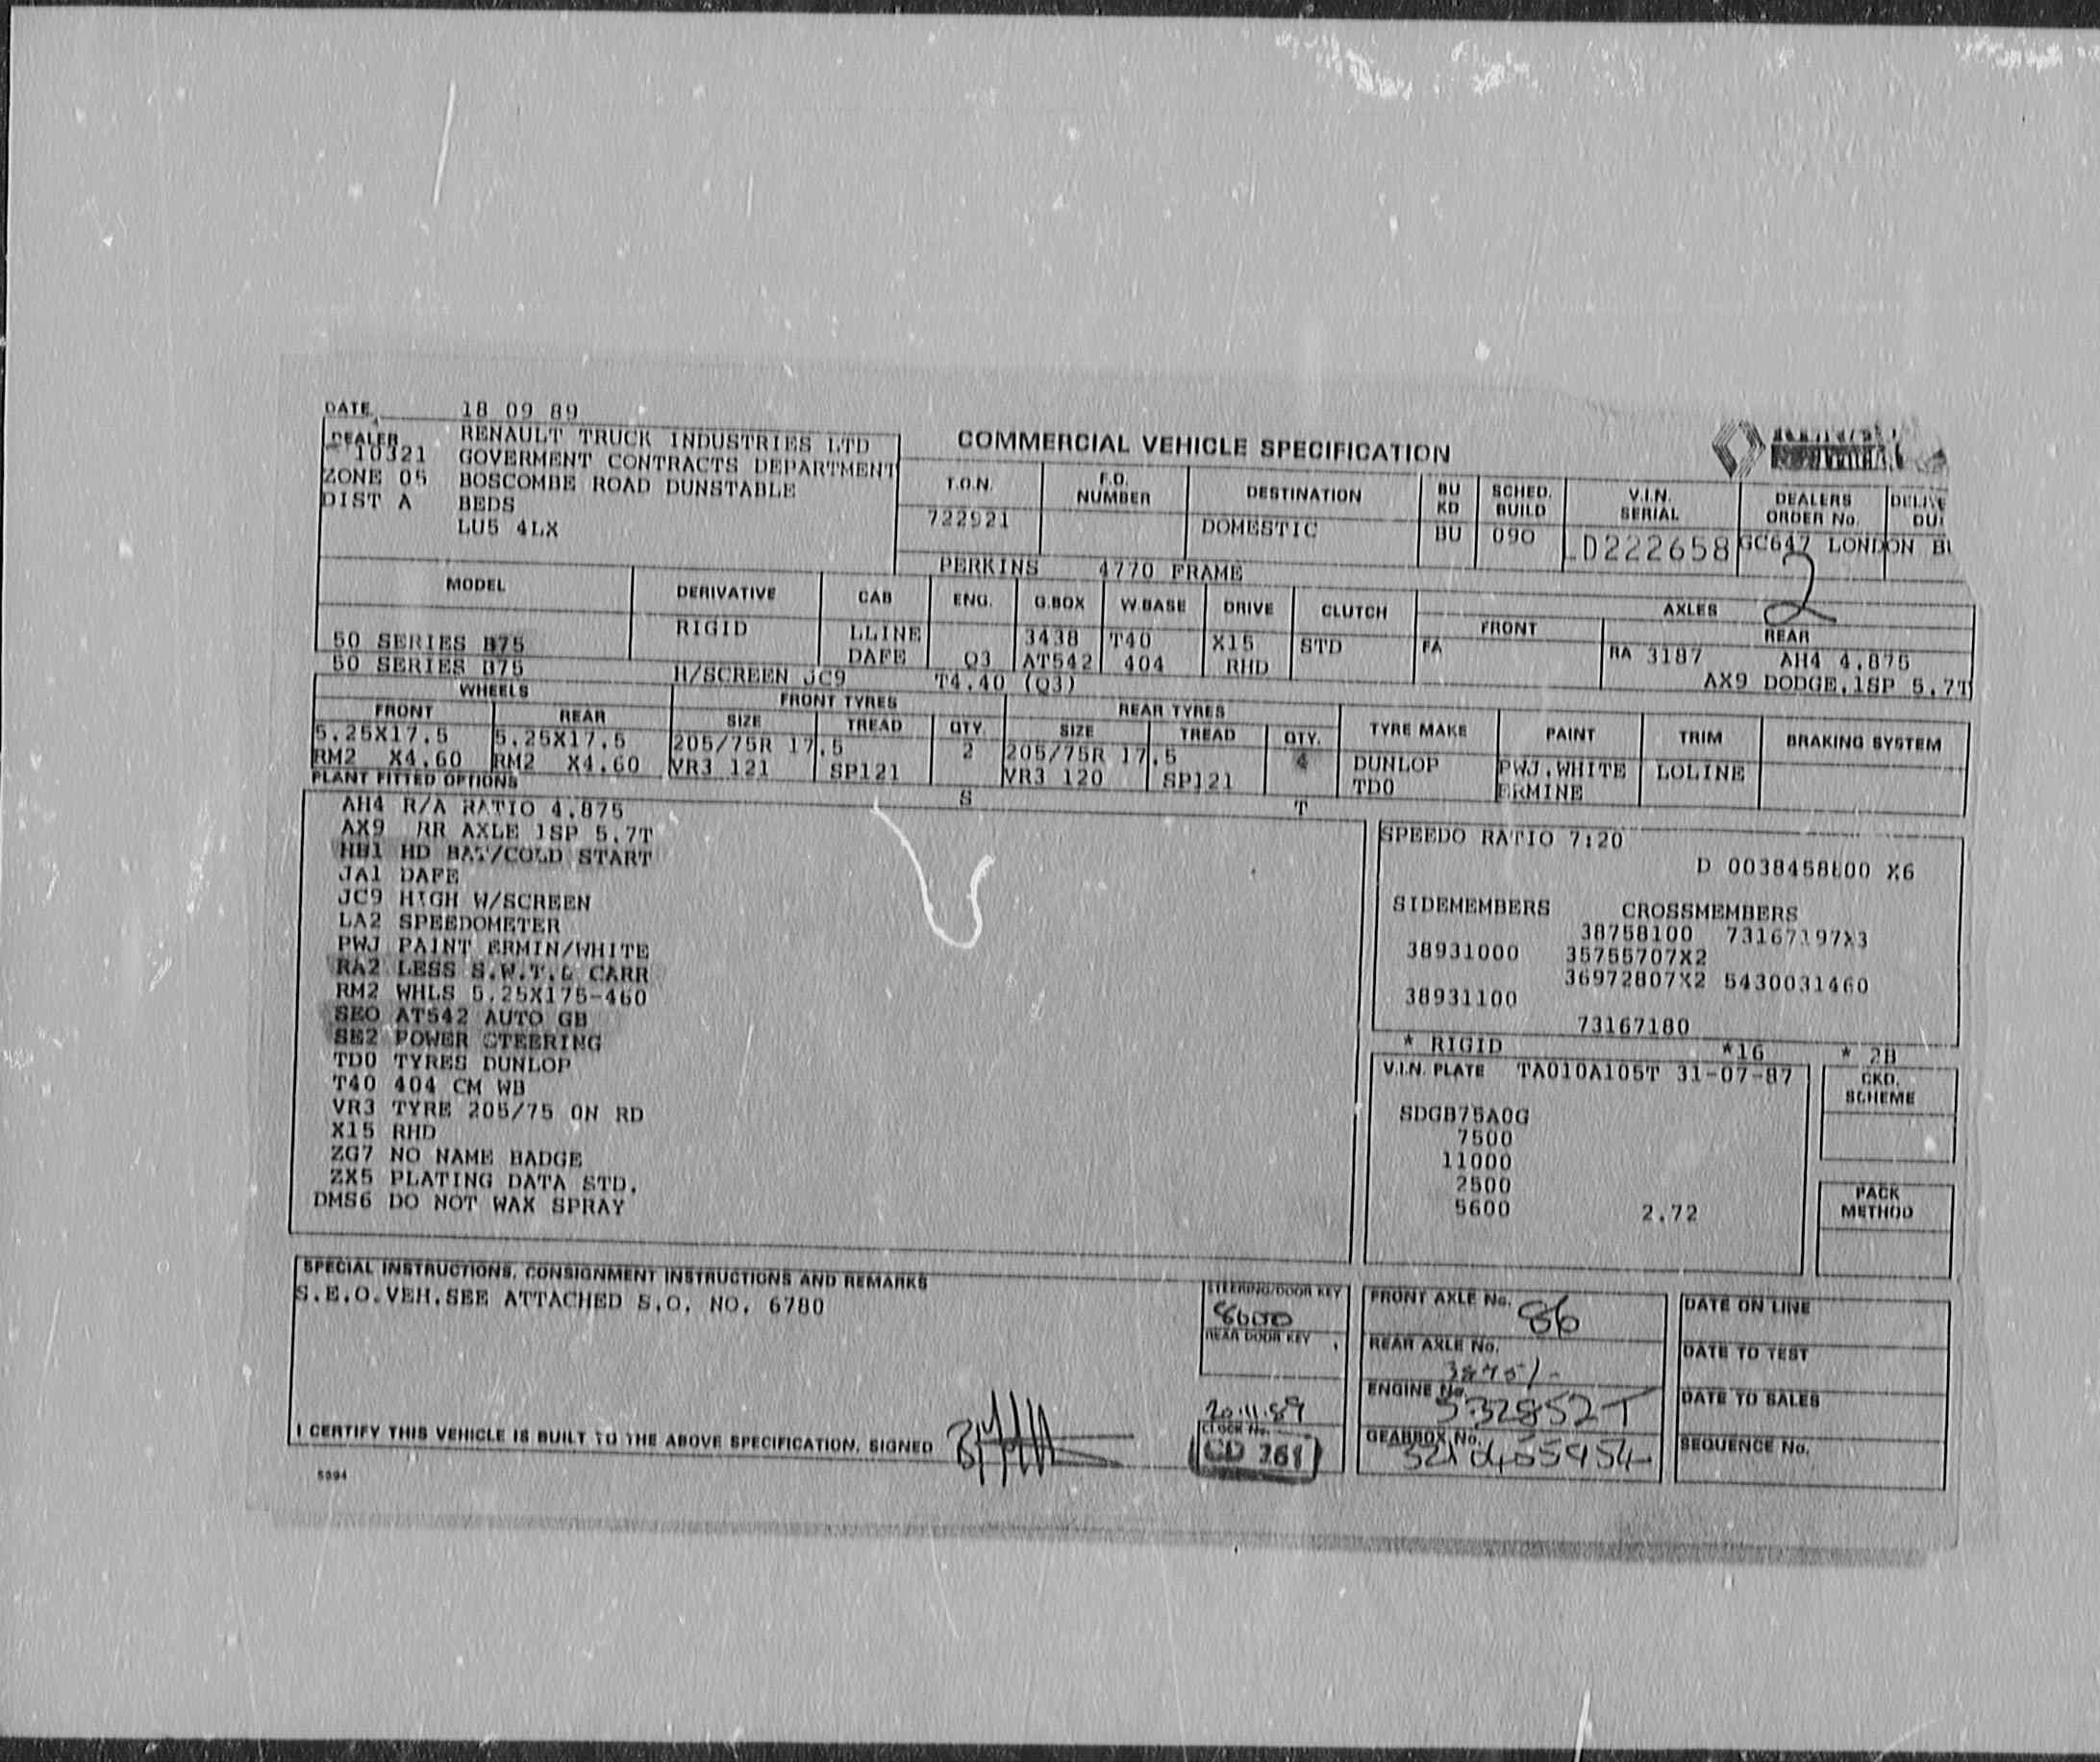 DATE 18 09 89
DEALER 10321 RENAULT TRUCK INDUSTRIES LTD
GOVERMENT CONTRACTS DEPARTMENT
ZONE 05 BOSCOMBE ROAD DUNSTABLE
DIST A BEDS
LU5 4LX
COMMERCIAL VEHICLE SPECIFICATION
T.O.N. F.O. NUMBER DESTINATION BU KD SCHED. BUILD V.I.N. SERIAL DEALERS ORDER No.
722921 DOMESTIC BU 090 D222658 GC647 LONDON
2
PERKINS 4770 FRAME
MODEL DERIVATIVE CAB ENG. G.BOX W.BASE DRIVE CLUTCH AXLES
FRONT REAR
50 SERIES B75 RIGID LLINE 3438 T40 X15 STD FA RA 3187 AH4 4.875
50 SERIES B75 DAFE Q3 AT542 404 RHD AX9 DODGE,1SP 5.7T
H/SCREEN JC9 T4.40 (Q3)
WHEELS FRONT TYRES REAR TYRES
FRONT REAR SIZE TREAD QTY. SIZE TREAD QTY. TYRE MAKE PAINT TRIM BRAKING SYSTEM
5.25X17.5 5.25X17.5 205/75R 17.5 2 205/75R 17.5 4 DUNLOP PWJ.WHITE LOLINE
RM2 X4.60 RM2 X4.60 VR3 121 SP121 VR3 120 SP121 TD0 ERMINE
PLANT FITTED OPTIONS
S T
AH4 R/A RATIO 4.875
AX9 RR AXLE 1SP 5.7T
HB1 HD BAT/COLD START
JA1 DAFE
JC9 HIGH W/SCREEN
LA2 SPEEDOMETER
PWJ PAINT ERMIN/WHITE
RA2 LESS S.W.T.& CARR
RM2 WHLS 5.25X175-460
SEO AT542 AUTO GB
SE2 POWER STEERING
TD0 TYRES DUNLOP
T40 404 CM WB
VR3 TYRE 205/75 ON RD
X15 RHD
ZG7 NO NAME BADGE
ZX5 PLATING DATA STD.
DMS6 DO NOT WAX SPRAY
SPEEDO RATIO 7:20
D X6
SIDEMEMBERS CROSSMEMBERS
38758100 73167197X3
38931000 35755707X2
36972807X2 5430031460
38931100
73167180
* RIGID *16 * 2B
V.I.N. PLATE TA010A105T 31-07-87
SDGB75A0G
7500
11000
2500
5600 2.72
CKD. SCHEME
PACK METHOD
SPECIAL INSTRUCTIONS, CONSIGNMENT INSTRUCTIONS AND REMARKS
S.E.O.VEH.SEE ATTACHED S.O. NO. 6780
I CERTIFY THIS VEHICLE IS BUILT TO THE ABOVE SPECIFICATION, SIGNED
5094
STEERING/DOOR KEY
8600
REAR DOOR KEY
20.11.89
CLOCK No.
CD 261
FRONT AXLE No. 86
REAR AXLE No.
ENGINE No.
GEARBOX No.
DATE ON LINE
DATE TO TEST
DATE TO SALES
SEQUENCE No.